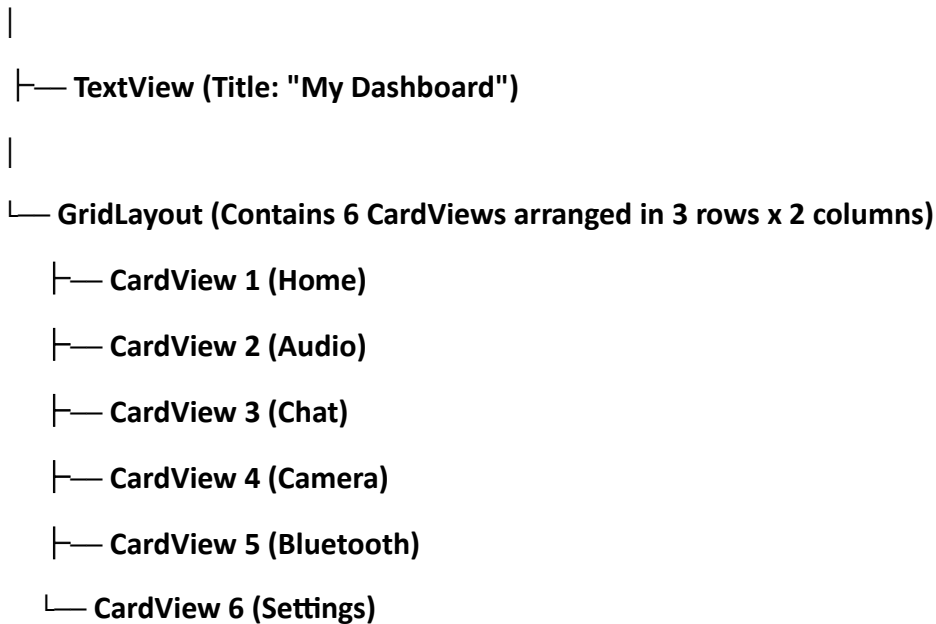 │
├── TextView (Title: "My Dashboard")
│
└── GridLayout (Contains 6 CardViews arranged in 3 rows x 2 columns)
├── CardView 1 (Home)
├── CardView 2 (Audio)
├── CardView 3 (Chat)
├── CardView 4 (Camera)
├── CardView 5 (Bluetooth)
└── CardView 6 (Settings)